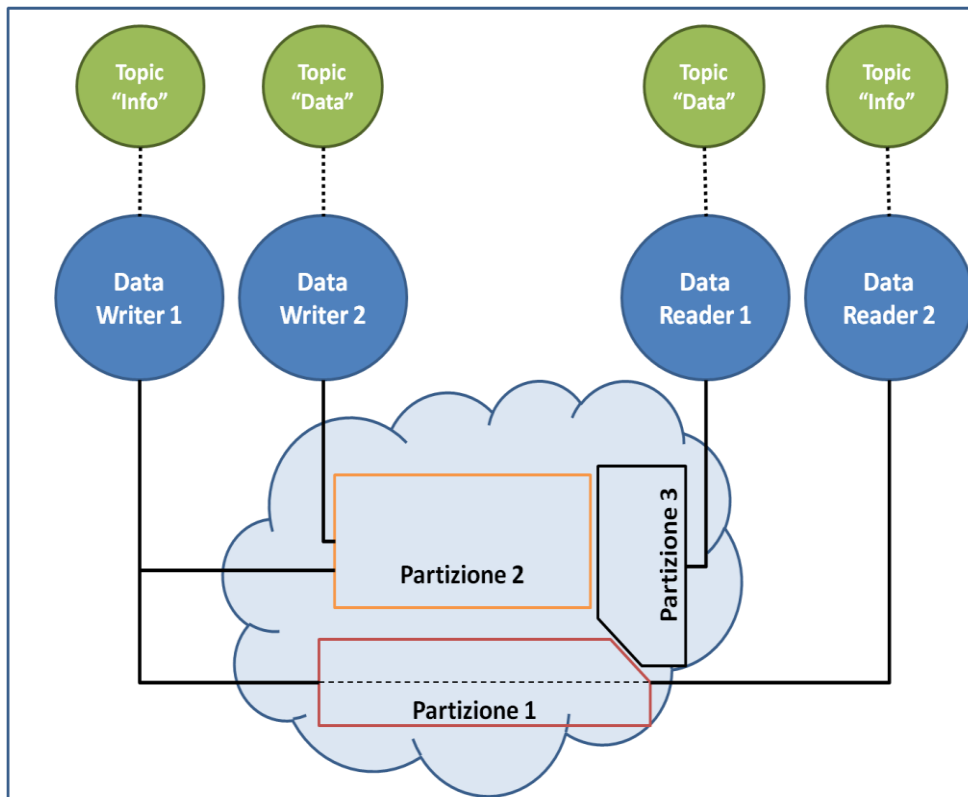 Topic
“Info”
Topic
“Data”
Topic
“Data”
Topic
“Info”
Data
Writer 1
Data
Writer 2
Data
Reader 1
Data
Reader 2
Partizione 3
Partizione 2
Partizione 1